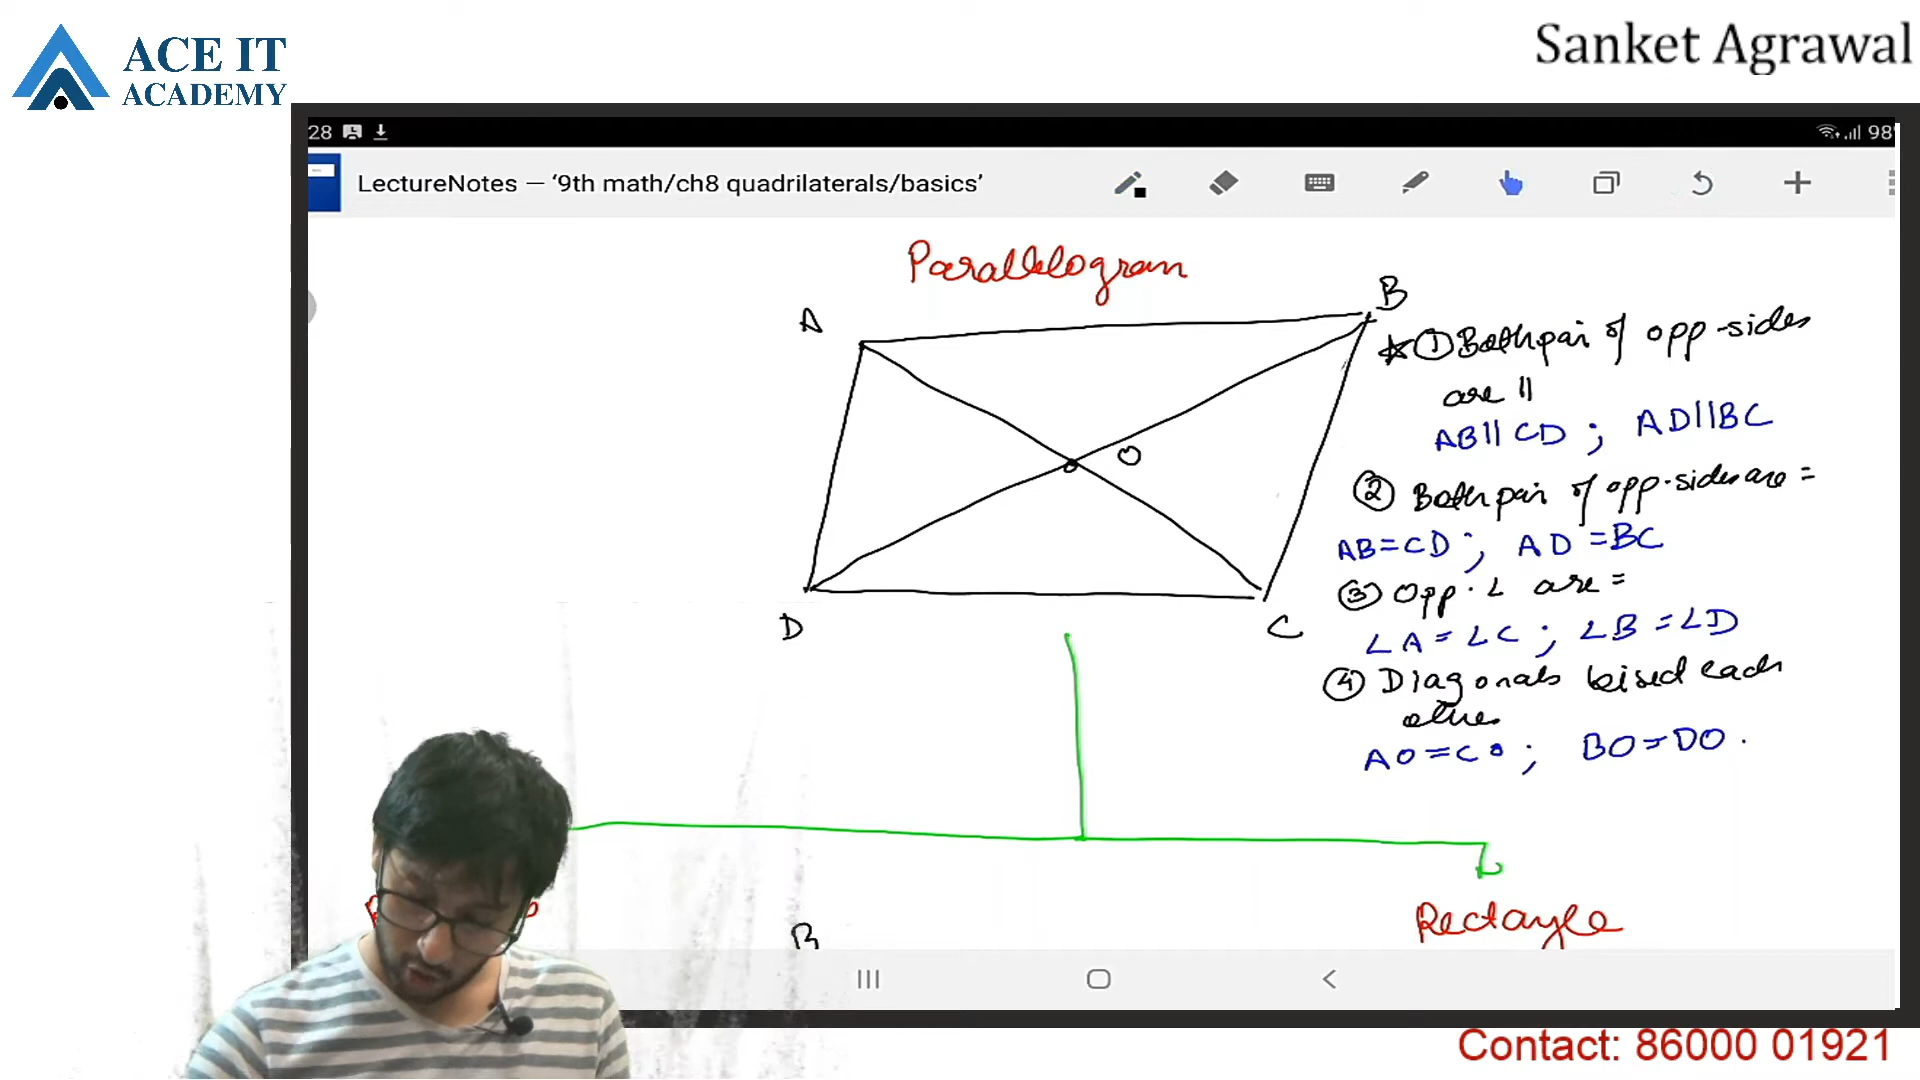 ACE IT
ACADEMY
Sanket Agrawal
28
98
LectureNotes — ‘9th math/ch8 quadrilaterals/basics’
Parallelogram
A
B
O
D
C
① Both pair of opp-sides
are ||
AB||CD ; AD||BC
② Both pair of opp.sides are =
AB=CD ; AD=BC
③ Opp. ∠ are =
∠A = ∠C ; ∠B = ∠D
④ Diagonals bisect each
other
AO=CO ; BO=DO.
B
Rectangle
Contact: 86000 01921